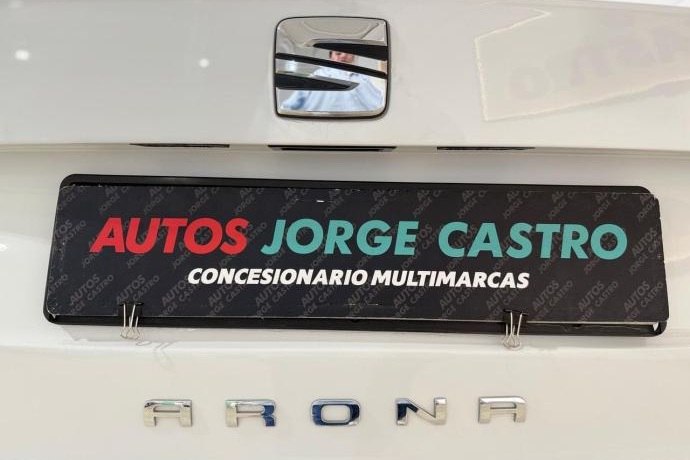 AUTOS JORGE CASTRO
CONCESIONARIO MULTIMARCAS
ARONA